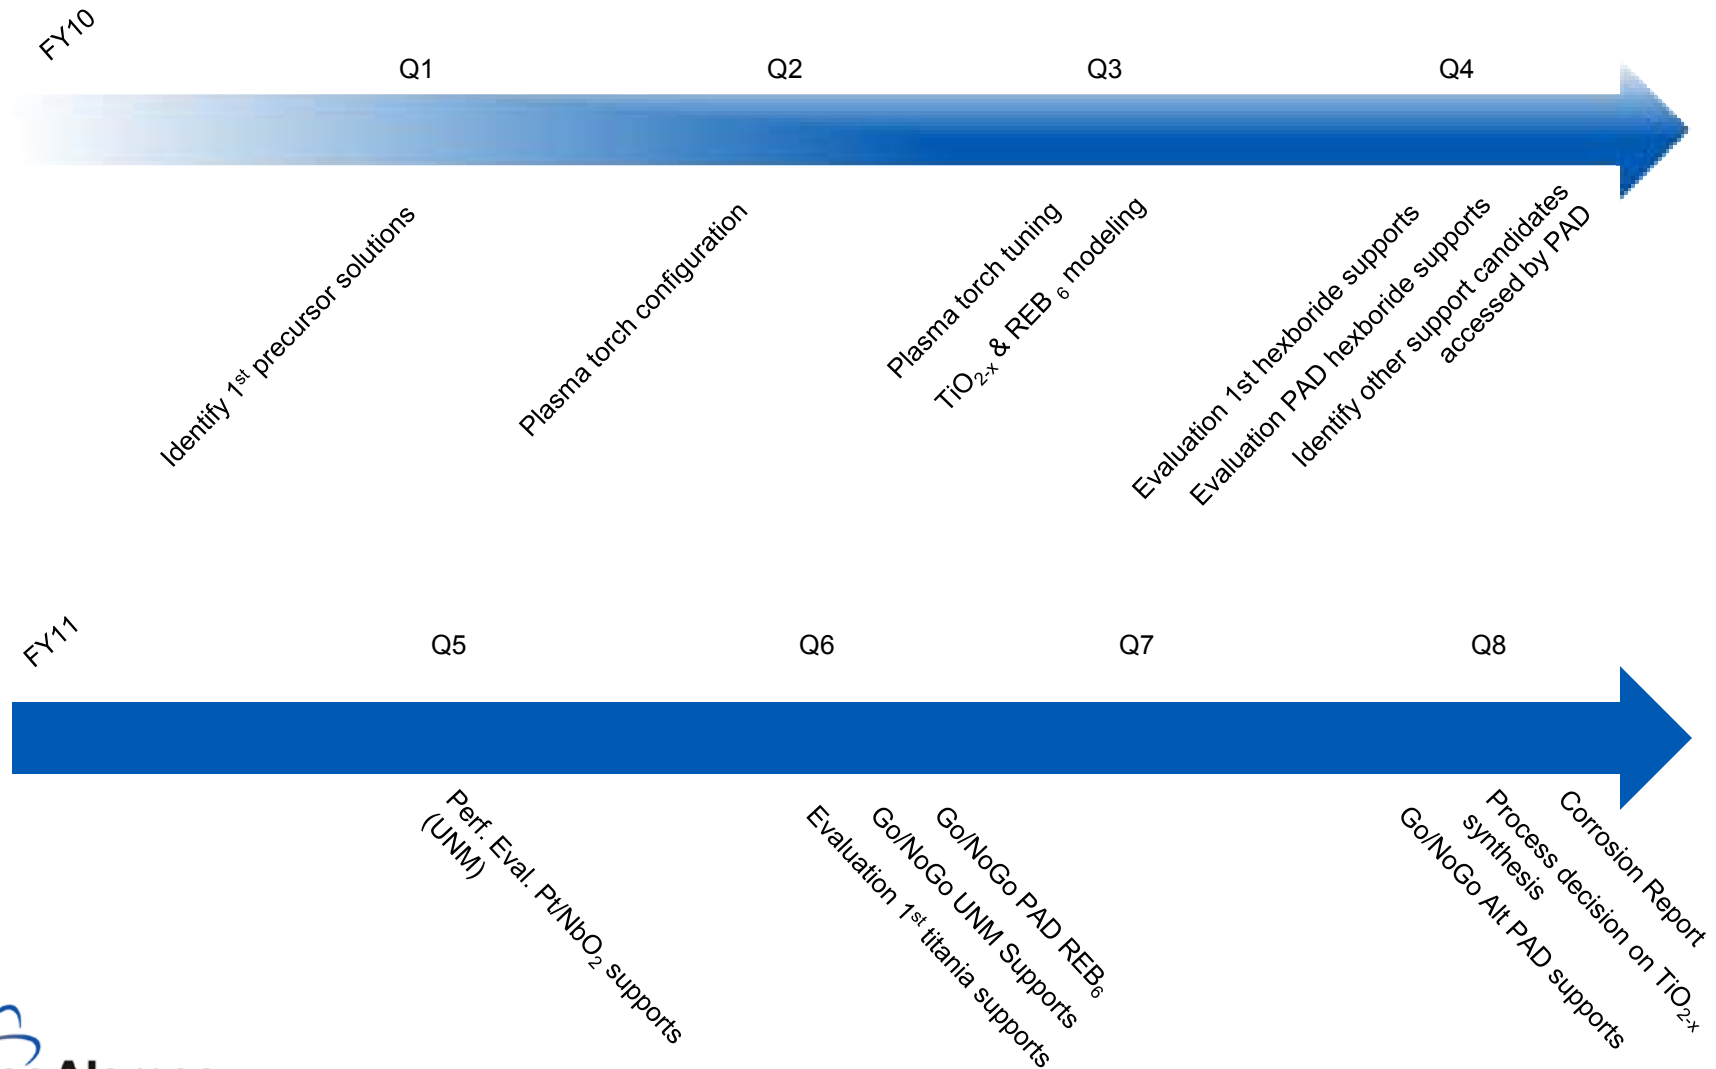 FY10
Q1
Q2
Q3
Q4
Identify 1st precursor solutions
Plasma torch configuration
Plasma torch tuning
TiO2-x & REB 6 modeling
Evaluation 1st hexboride supports
Evaluation PAD hexboride supports
Identify other support candidates
accessed by PAD
FY11
Q5
Q6
Q7
Q8
Perf. Eval. Pt/NbO2 supports
(UNM)
Evaluation 1st titania supports
Go/NoGo UNM Supports
Go/NoGo PAD REB6
Go/NoGo Alt PAD supports
Process decision on TiO2-x
synthesis
Corrosion Report